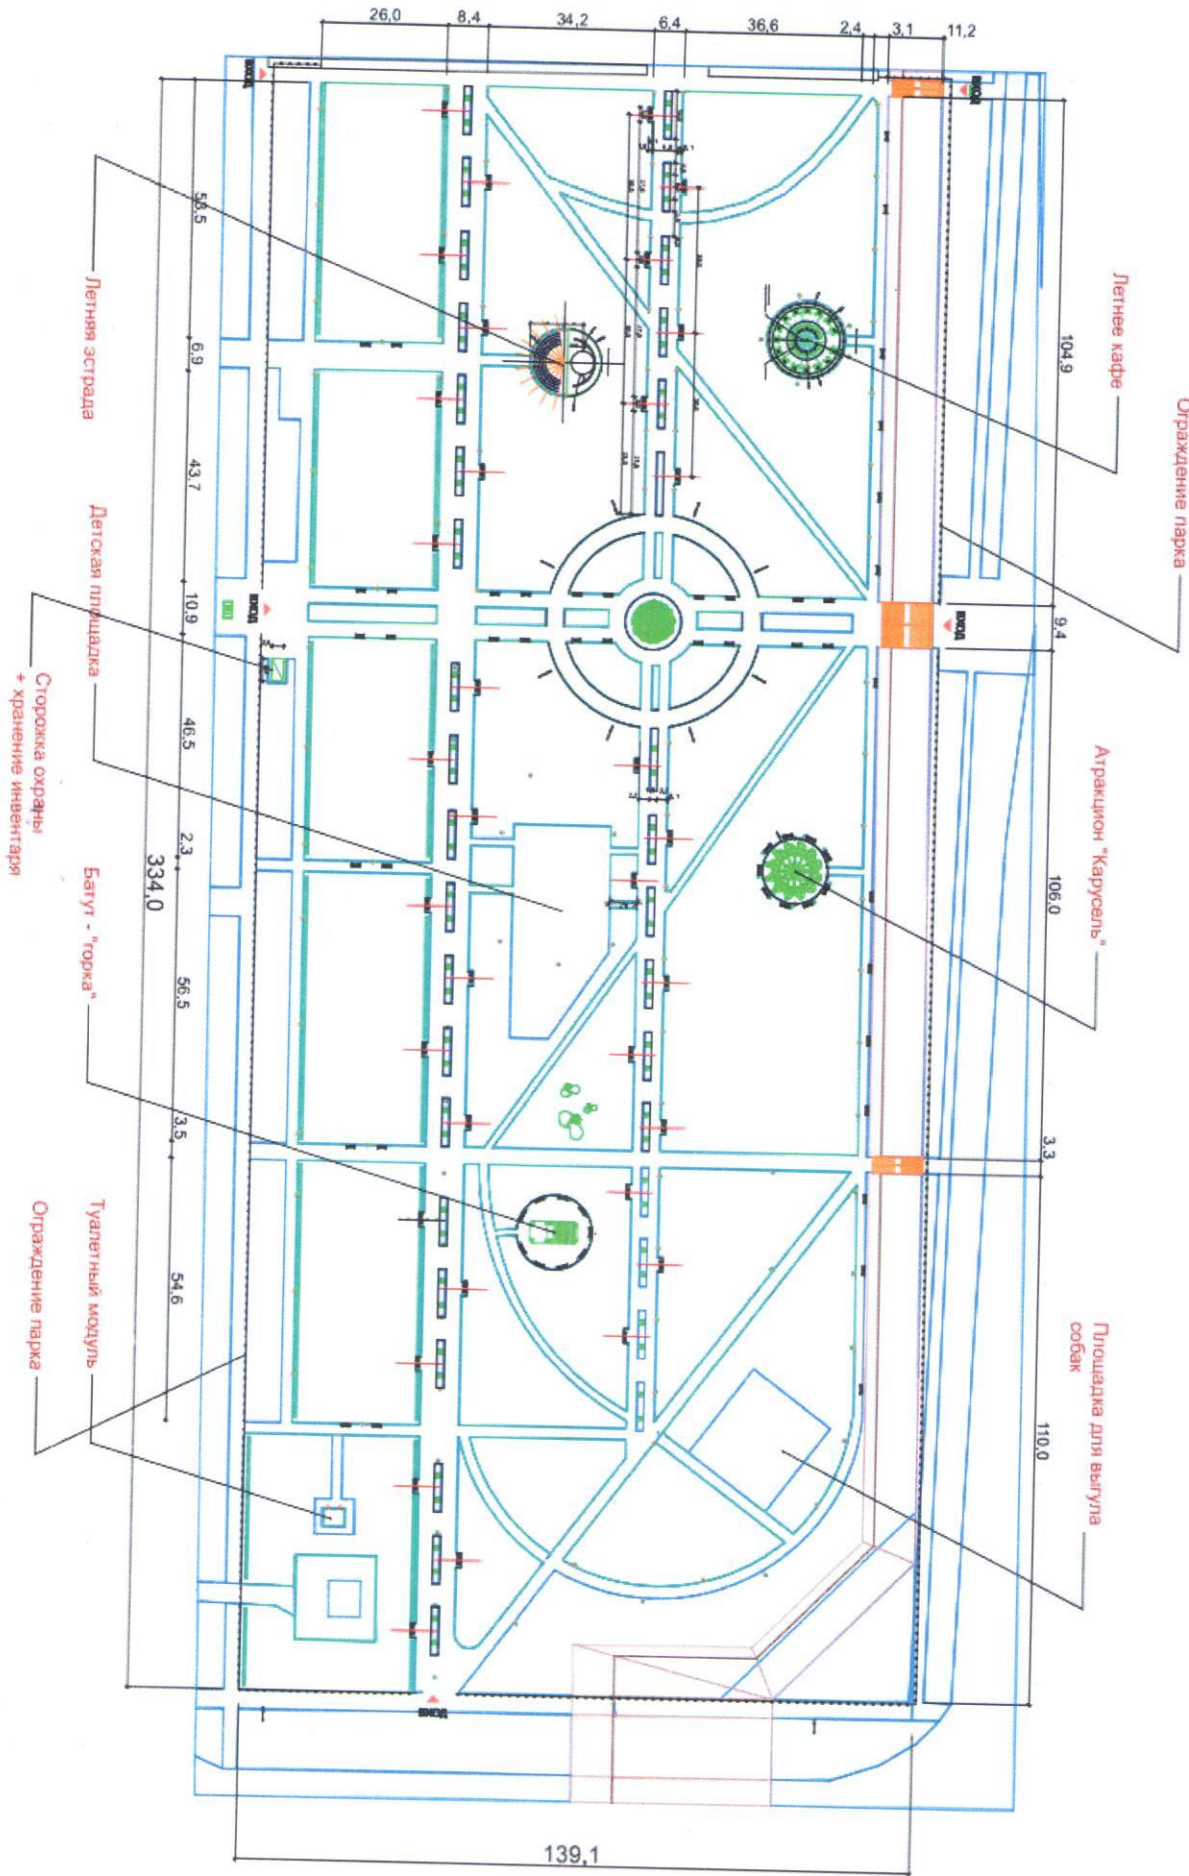 26,0
8,4
34,2
6,4
36,6
2,4
3,1
11,2
ВХОД
ВХОД
Летнее кафе
Ограждение парка
104,9
9,4
ВХОД
Атракцион "Карусель"
106,0
3,3
Площадка для выгула
собак
110,0
58,5
6,9
43,7
10,9
46,5
2,3
56,5
3,5
54,6
334,0
ВХОД
Летняя эстрада
Детская площадка
Сторожка охраны
+ хранение инвентаря
Батут - "горка"
Туалетный модуль
Ограждение парка
ВХОД
139,1